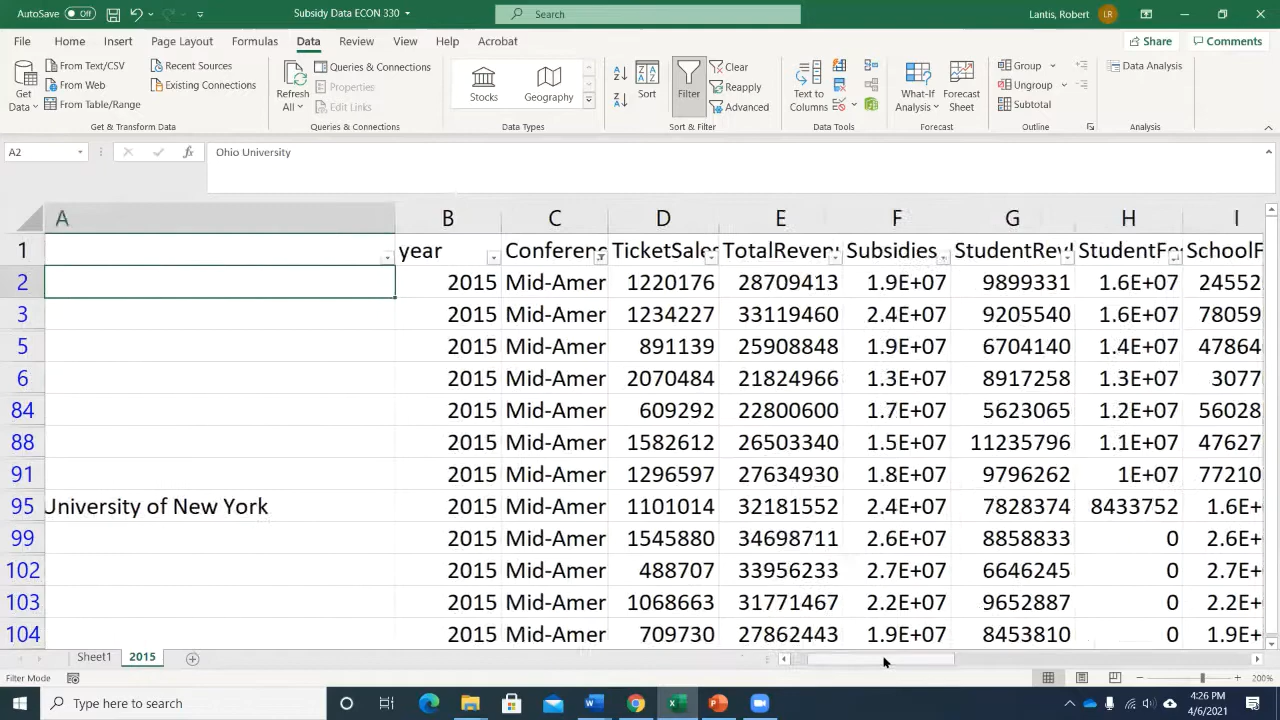 AutoSave Off Subsidy Data ECON 330 Search Lantis, Robert LR
File Home Insert Page Layout Formulas Data Review View Help Acrobat Share Comments
Get Data From Text/CSV From Web From Table/Range Recent Sources Existing Connections
Refresh All Queries & Connections Properties Edit Links
Stocks Geography
Sort Filter Clear Reapply Advanced
Text to Columns
What-If Analysis Forecast Sheet
Group Ungroup Subtotal Data Analysis
Get & Transform Data Queries & Connections Data Types Sort & Filter Data Tools Forecast Outline Analysis
A2 fx Ohio University
A B C D E F G H I
1 year Conferenc TicketSales TotalRevenu Subsidies StudentRev StudentFee SchoolF
2 2015 Mid-Amer 1220176 28709413 1.9E+07 9899331 1.6E+07 24552
3 2015 Mid-Amer 1234227 33119460 2.4E+07 9205540 1.6E+07 78059
5 2015 Mid-Amer 891139 25908848 1.9E+07 6704140 1.4E+07 47864
6 2015 Mid-Amer 2070484 21824966 1.3E+07 8917258 1.3E+07 3077
84 2015 Mid-Amer 609292 22800600 1.7E+07 5623065 1.2E+07 56028
88 2015 Mid-Amer 1582612 26503340 1.5E+07 11235796 1.1E+07 47627
91 2015 Mid-Amer 1296597 27634930 1.8E+07 9796262 1E+07 77210
95 University of New York 2015 Mid-Amer 1101014 32181552 2.4E+07 7828374 8433752 1.6E+
99 2015 Mid-Amer 1545880 34698711 2.6E+07 8858833 0 2.6E+
102 2015 Mid-Amer 488707 33956233 2.7E+07 6646245 0 2.7E+
103 2015 Mid-Amer 1068663 31771467 2.2E+07 9652887 0 2.2E+
104 2015 Mid-Amer 709730 27862443 1.9E+07 8453810 0 1.9E+
Sheet1 2015
Filter Mode 200%
Type here to search 4:26 PM
4/6/2021